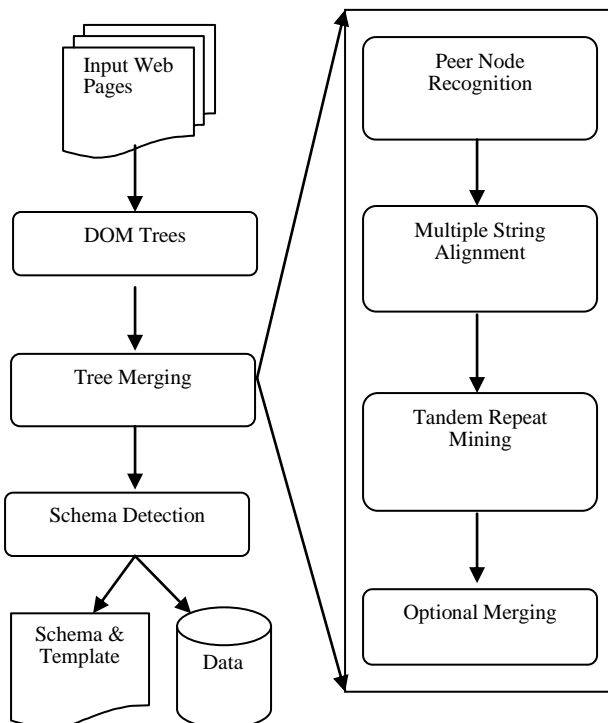 Input Web
Pages
DOM Trees
Tree Merging
Schema Detection
Schema &
Template
Data
Peer Node
Recognition
Multiple String
Alignment
Tandem Repeat
Mining
Optional Merging